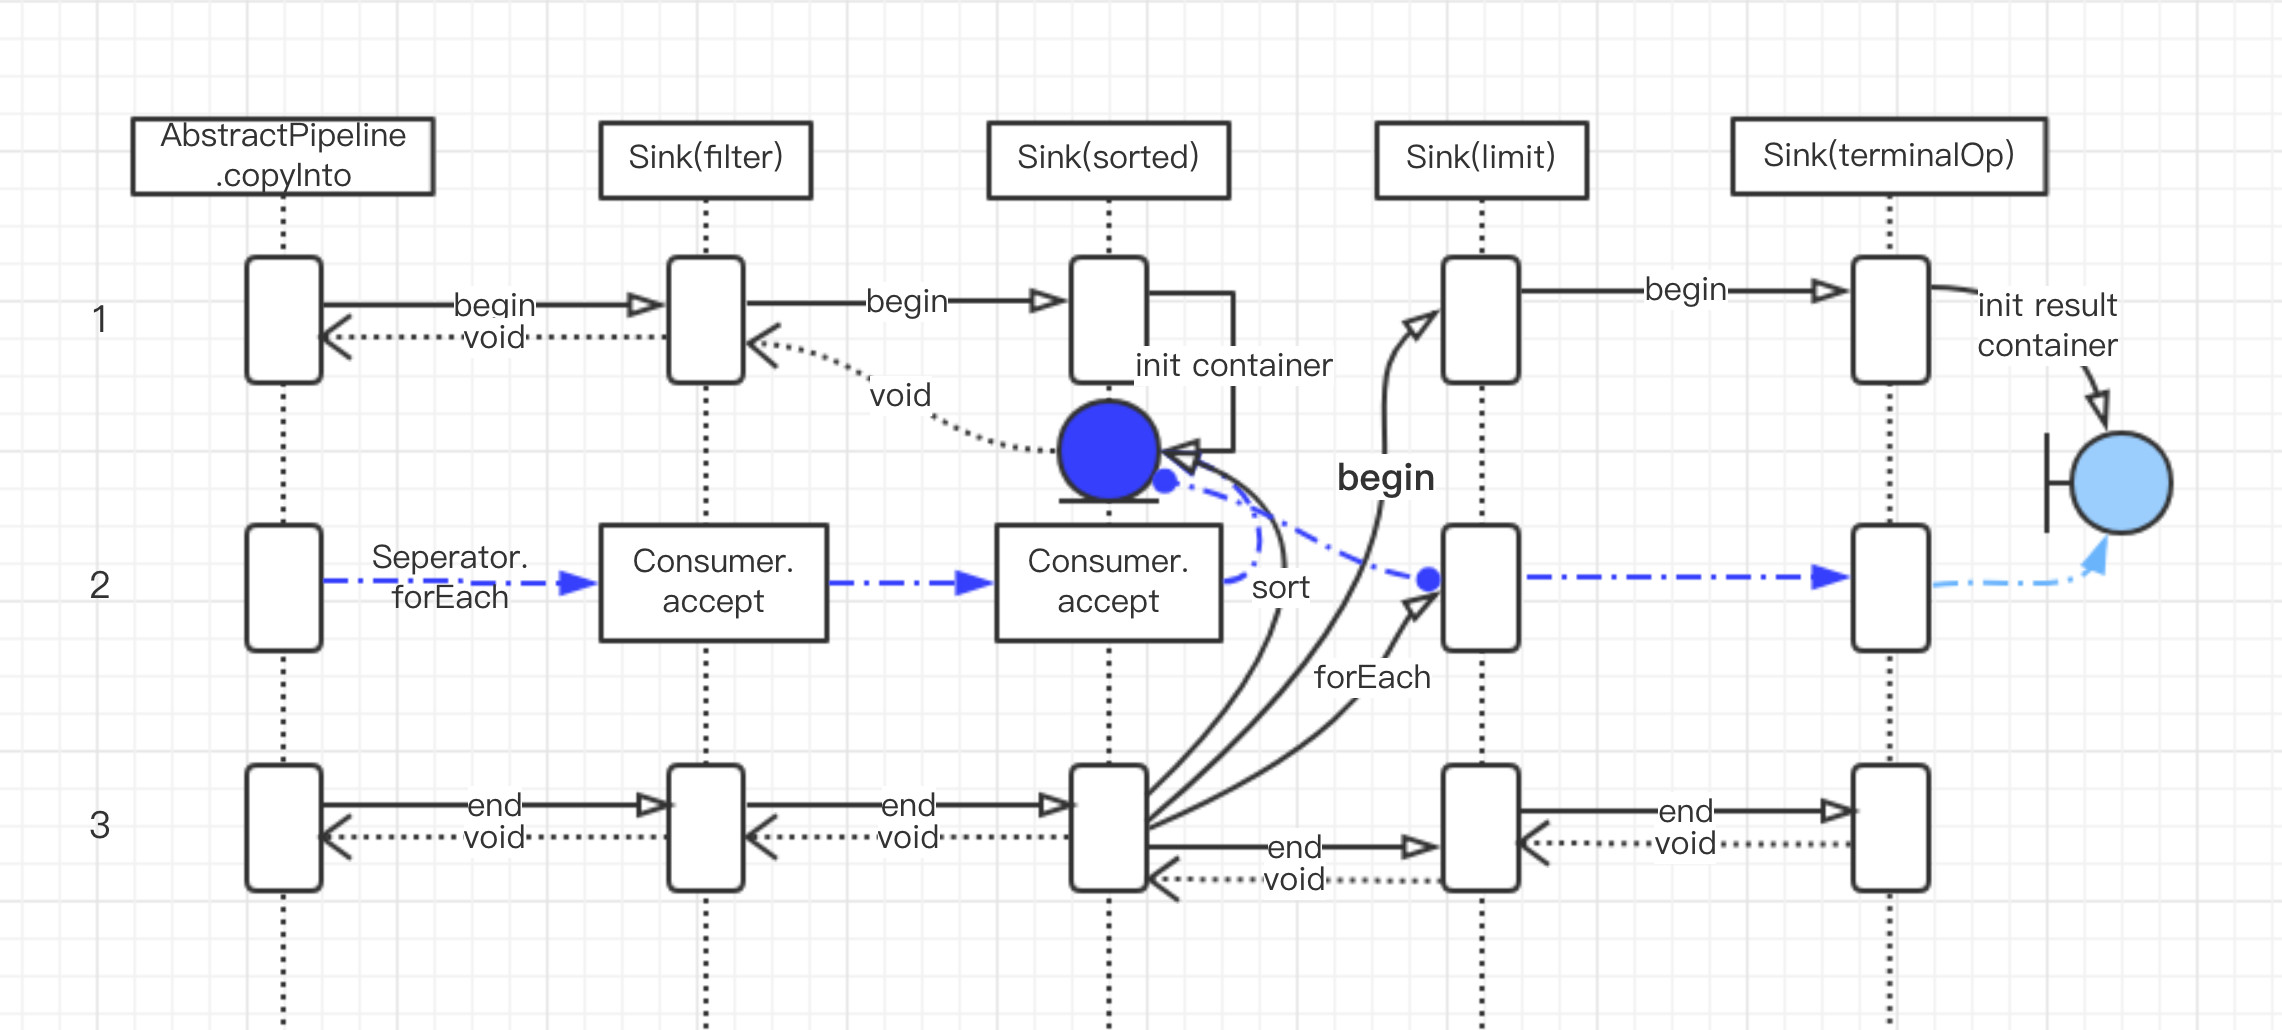 AbstractPipeline
.copyInto
Sink(filter)
Sink(sorted)
Sink(limit)
Sink(terminalOp)
1
begin
void
begin
void
init container
begin
begin
init result
container
2
Seperator.
forEach
Consumer.
accept
Consumer.
accept
sort
forEach
3
end
void
end
void
end
void
end
void